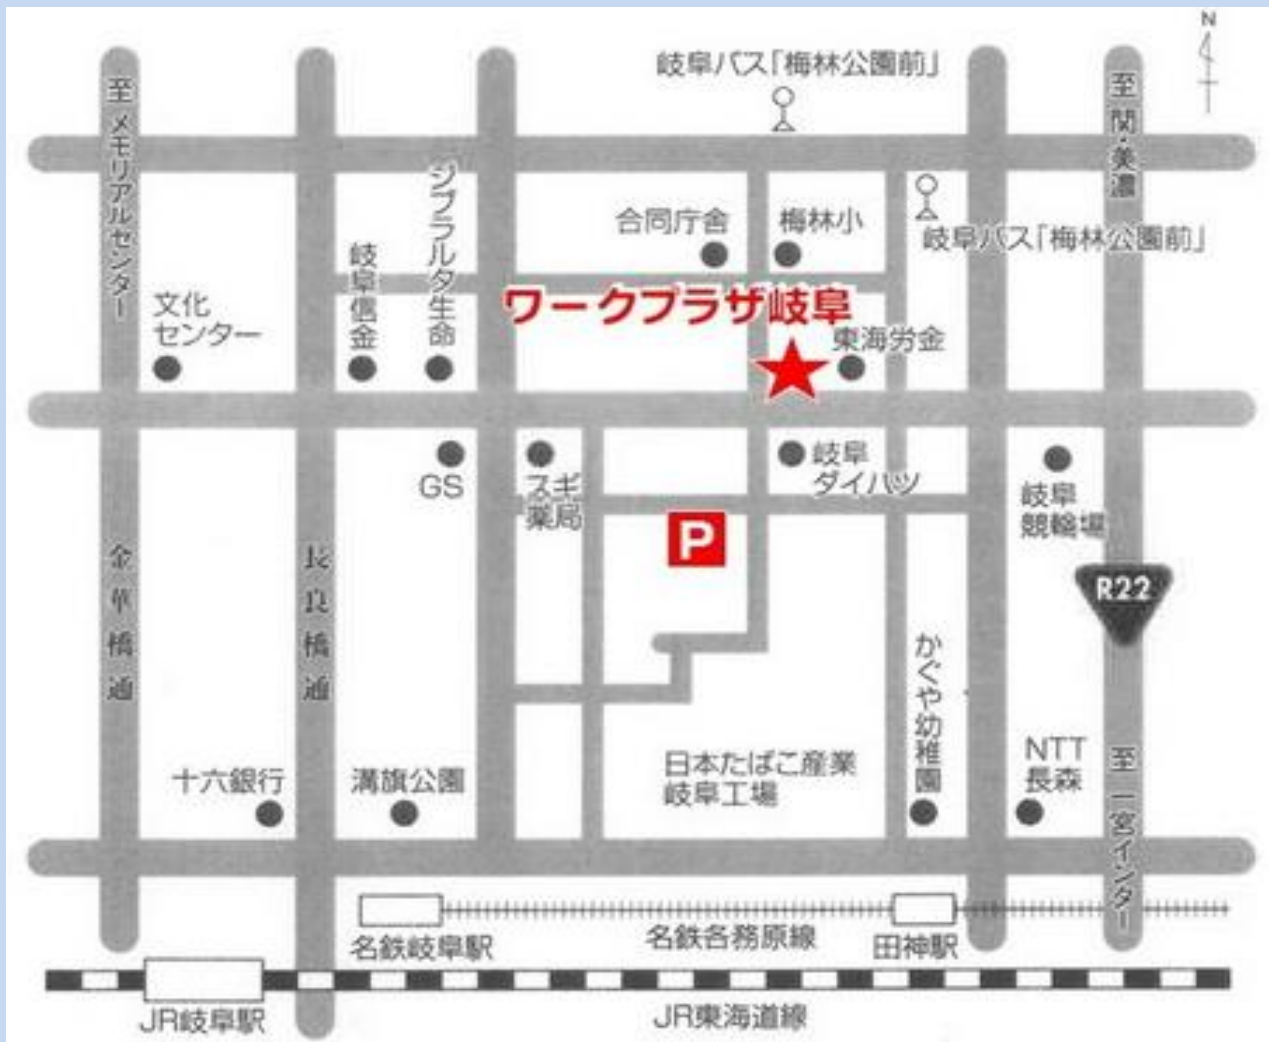 N
岐阜バス「梅林公園前」
至 関・美濃
至 メモリアルセンター
ジブラルタ生命
合同庁舎
梅林小
岐阜バス「梅林公園前」
岐阜信金
文化
センター
ワークプラザ岐阜
東海労金
GS
スギ
薬局
岐阜
ダイハツ
岐阜
競輪場
P
金華橋通
長良橋通
R22
かぐや幼稚園
十六銀行
溝旗公園
日本たばこ産業
岐阜工場
NTT
長森
至 一宮インター
名鉄岐阜駅
名鉄各務原線
田神駅
JR岐阜駅
JR東海道線